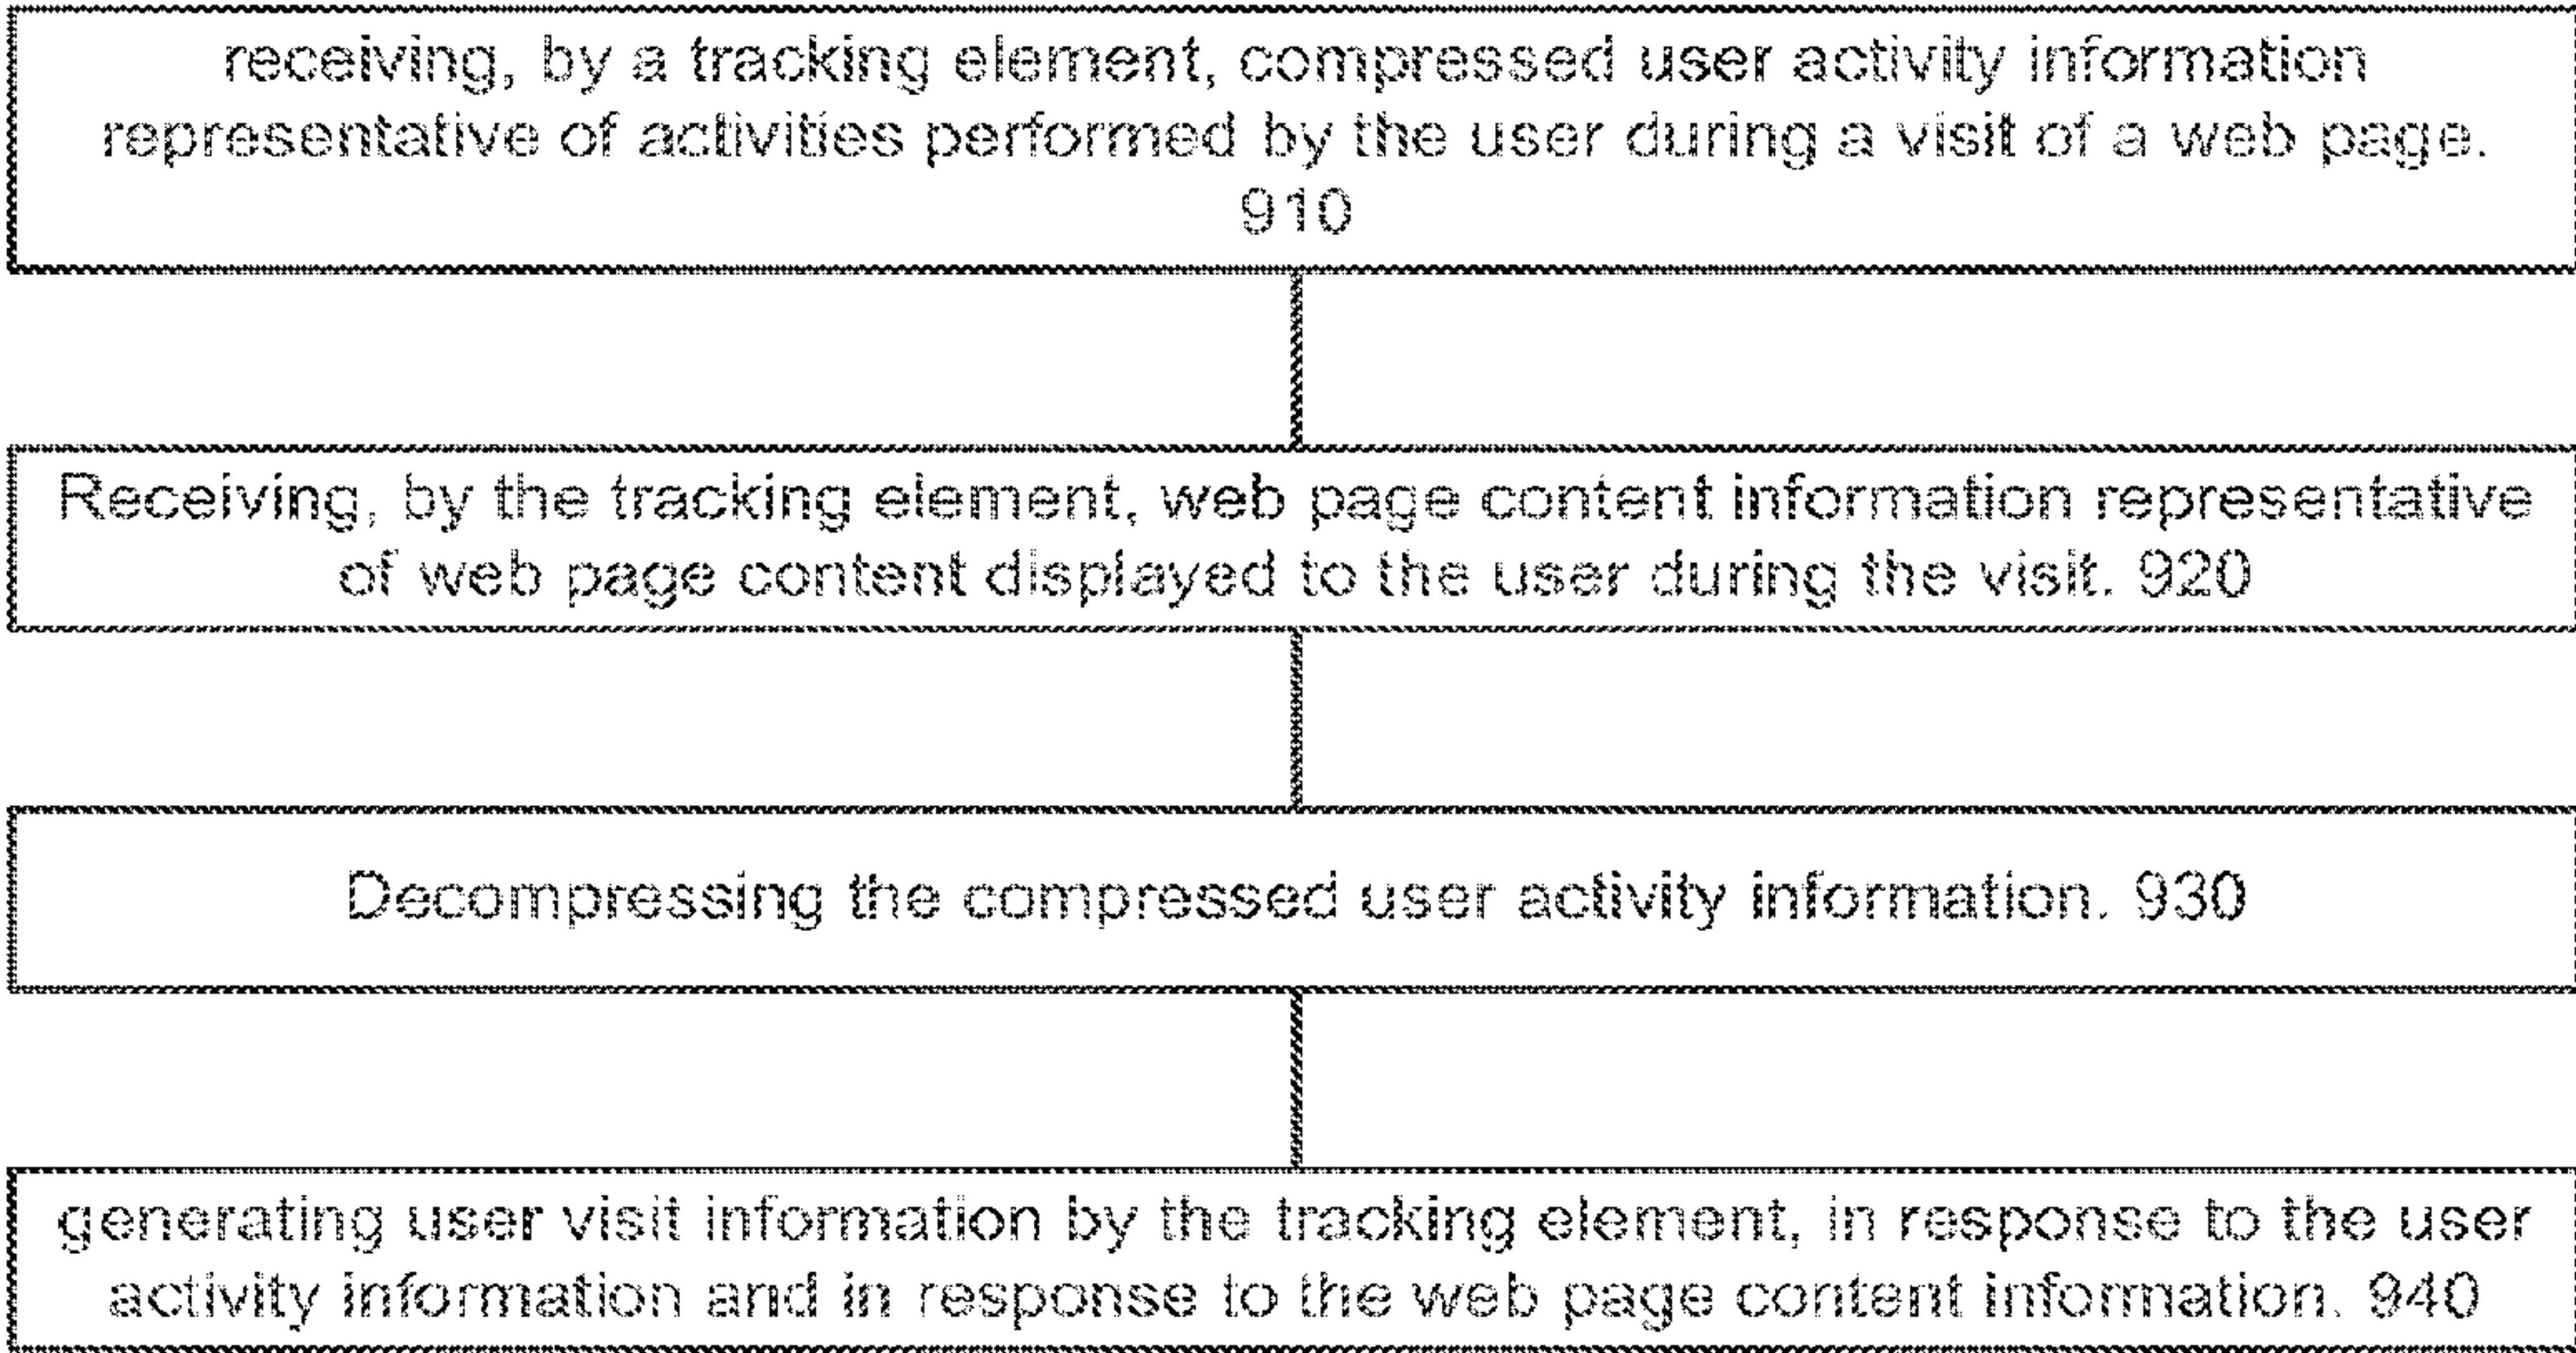 receiving, by a tracking element, compressed user activity information
representative of activities performed by the user during a visit of a web page.
910
Receiving, by the tracking element, web page content information representative
of web page content displayed to the user during the visit. 920
Decompressing the compressed user activity information. 930
generating user visit information by the tracking element, in response to the user
activity information and in response to the web page content information. 940